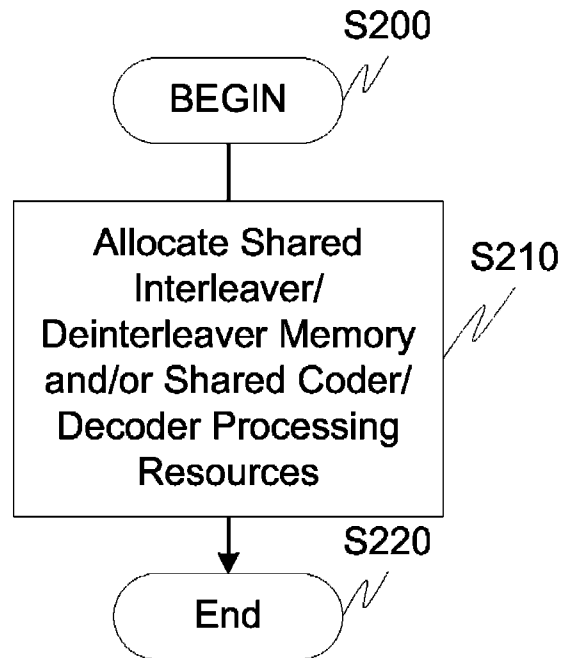 S200
BEGIN
Allocate Shared
Interleaver/
Deinterleaver Memory
and/or Shared Coder/
Decoder Processing
Resources
S210
S220
End